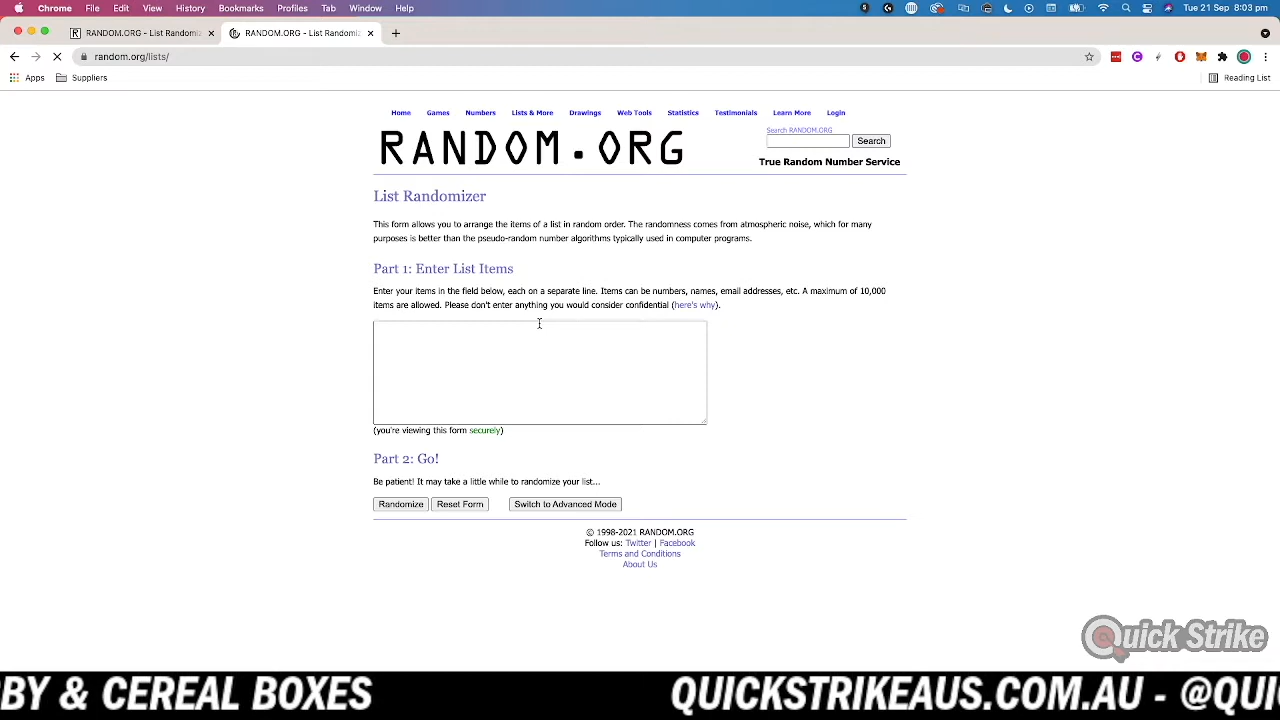 Chrome File Edit View History Bookmarks Profiles Tab Window Help Tue 21 Sep 8:03 pm
RANDOM.ORG - List Randomiz RANDOM.ORG - List Randomiz
random.org/lists/
Apps Suppliers Reading List
Home Games Numbers Lists & More Drawings Web Tools Statistics Testimonials Learn More Login
Search RANDOM.ORG
RANDOM.ORG
Search
True Random Number Service
List Randomizer
This form allows you to arrange the items of a list in random order. The randomness comes from atmospheric noise, which for many
purposes is better than the pseudo-random number algorithms typically used in computer programs.
Part 1: Enter List Items
Enter your items in the field below, each on a separate line. Items can be numbers, names, email addresses, etc. A maximum of 10,000
items are allowed. Please don't enter anything you would consider confidential (here's why).
(you're viewing this form securely)
Part 2: Go!
Be patient! It may take a little while to randomize your list...
Randomize Reset Form Switch to Advanced Mode
© 1998-2021 RANDOM.ORG
Follow us: Twitter | Facebook
Terms and Conditions
About Us
Quick Strike
BY & CEREAL BOXES QUICKSTRIKEAUS.COM.AU - @QUIC